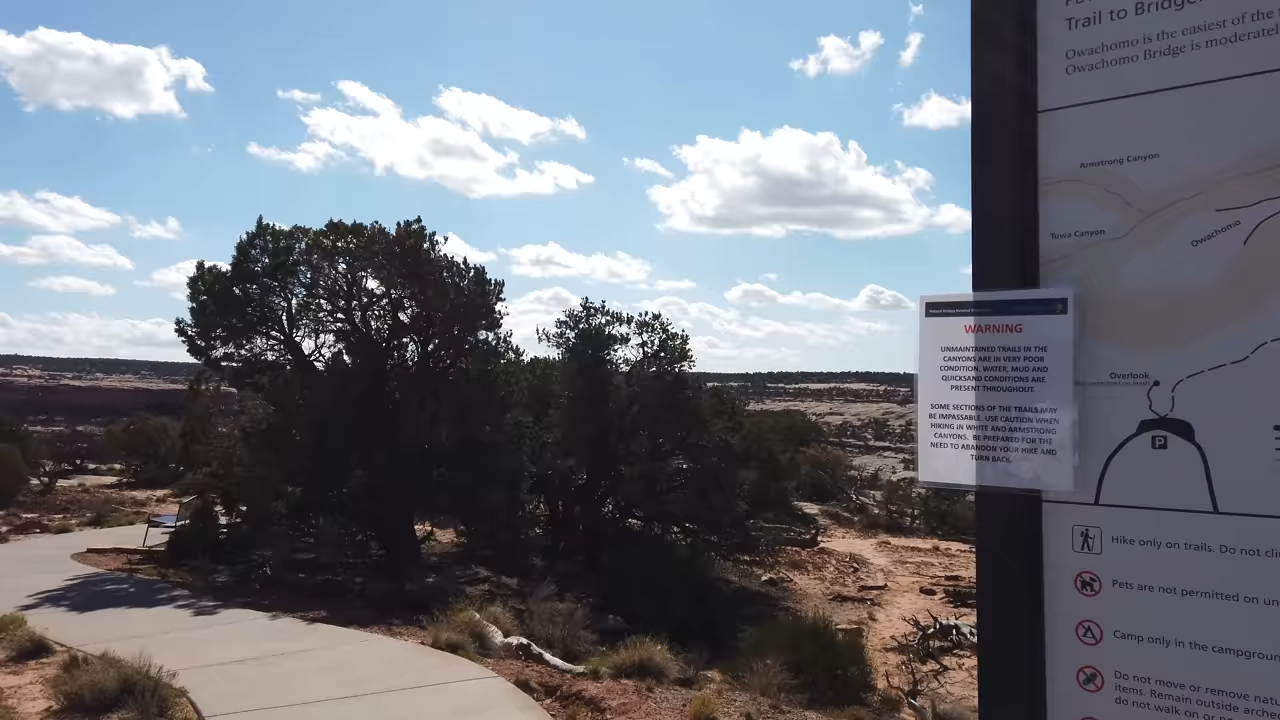 Trail to Bridge
Owachomo is the easiest of the
Owachomo Bridge is moderatel
Armstrong Canyon
Tuwa Canyon
Owachomo
WARNING
UNMAINTAINED TRAILS IN THE
CANYONS ARE IN VERY POOR
CONDITION. WATER, MUD AND
QUICKSAND CONDITIONS ARE
PRESENT THROUGHOUT.
SOME SECTIONS OF THE TRAILS MAY
BE IMPASSABLE. USE CAUTION WHEN
HIKING IN WHITE AND ARMSTRONG
CANYONS. BE PREPARED FOR THE
NEED TO ABANDON YOUR HIKE AND
TURN BACK.
Overlook
P
Hike only on trails. Do not cli
Pets are not permitted on un
Camp only in the campgroun
Do not move or remove natu
items. Remain outside arche
do not walk on or